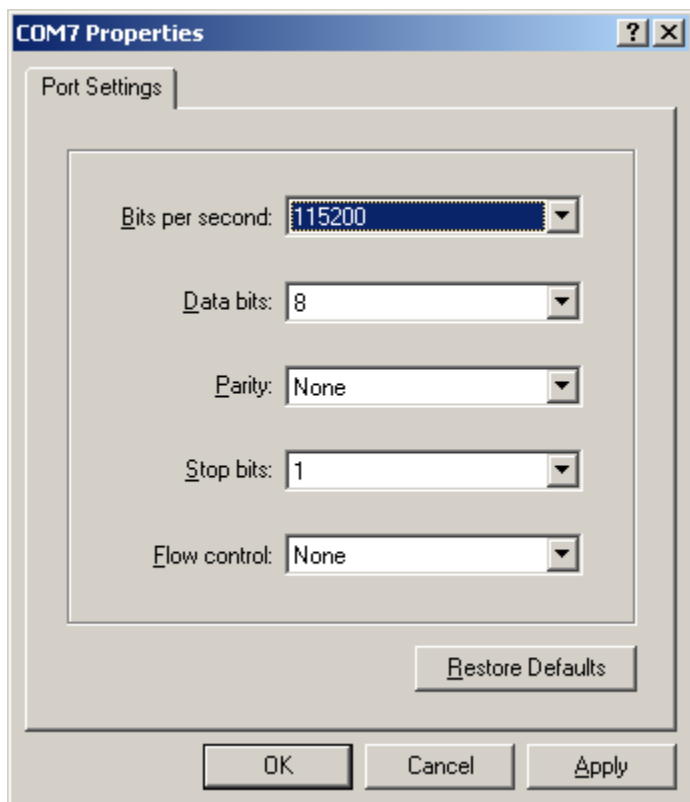 COM7 Properties
Port Settings
Bits per second: 115200
Data bits: 8
Parity: None
Stop bits: 1
Flow control: None
Restore Defaults
OK Cancel Apply